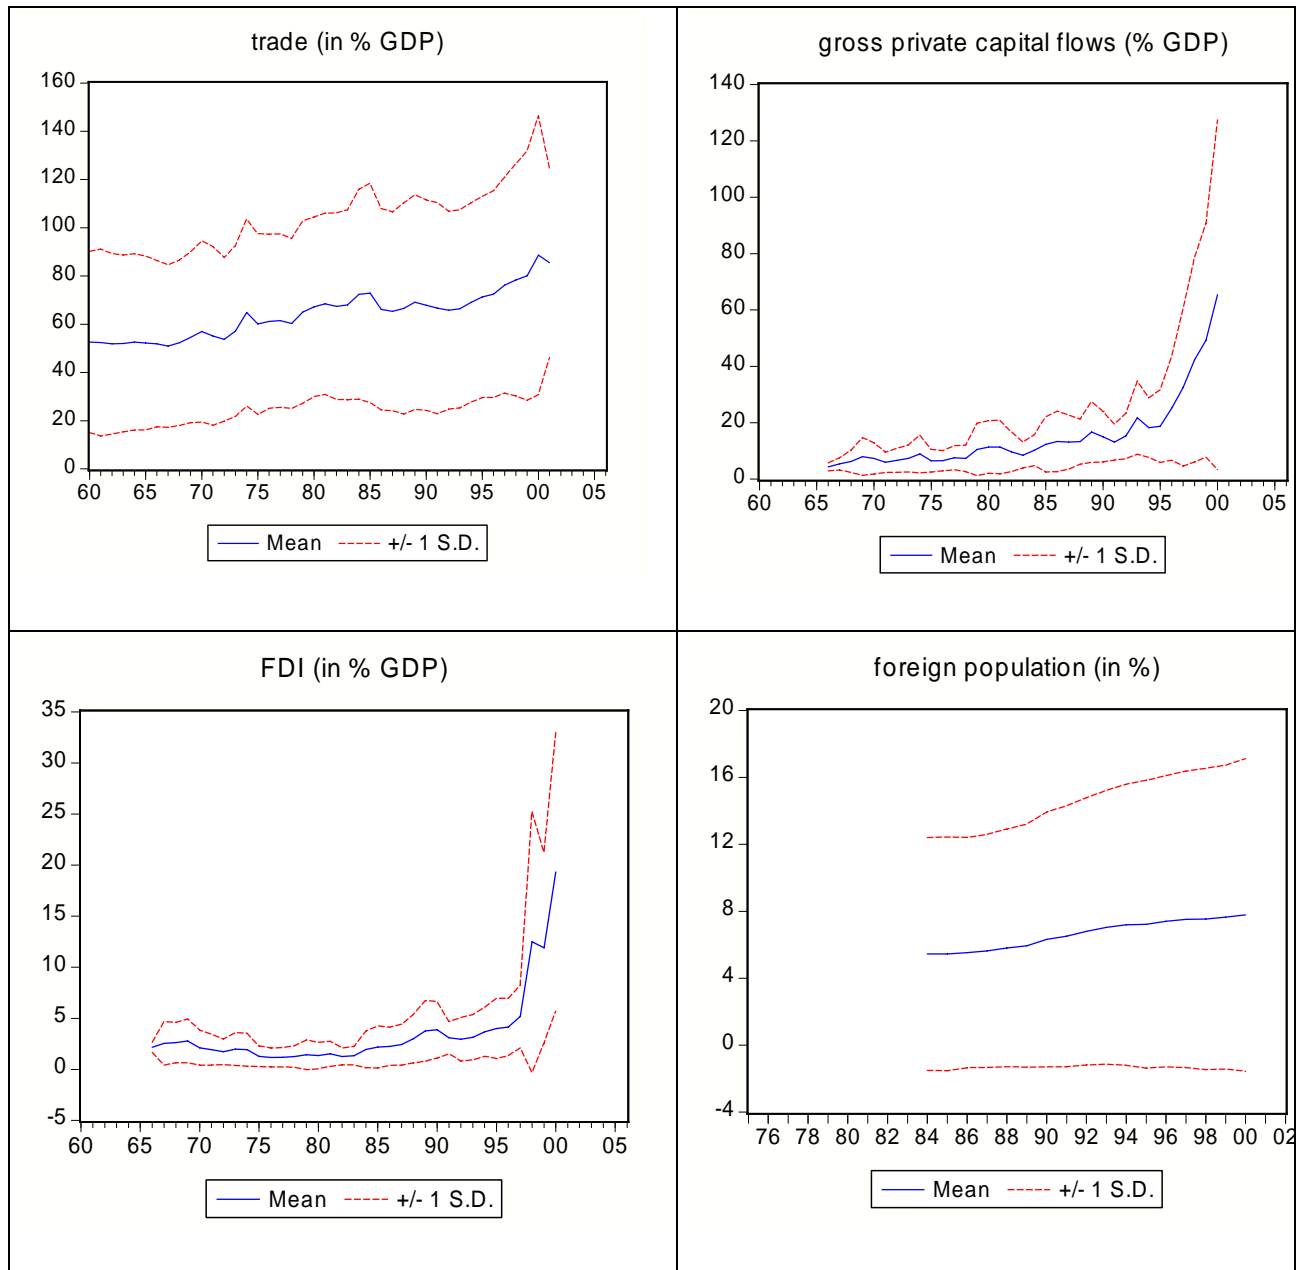 trade (in % GDP)
160
140
120
100
80
60
40
20
0
60 65 70 75 80 85 90 95 00 05
Mean +/- 1 S.D.
gross private capital flows (% GDP)
140
120
100
80
60
40
20
0
60 65 70 75 80 85 90 95 00 05
Mean +/- 1 S.D.
FDI (in % GDP)
35
30
25
20
15
10
5
0
-5
60 65 70 75 80 85 90 95 00 05
Mean +/- 1 S.D.
foreign population (in %)
20
16
12
8
4
0
-4
76 78 80 82 84 86 88 90 92 94 96 98 00 02
Mean +/- 1 S.D.